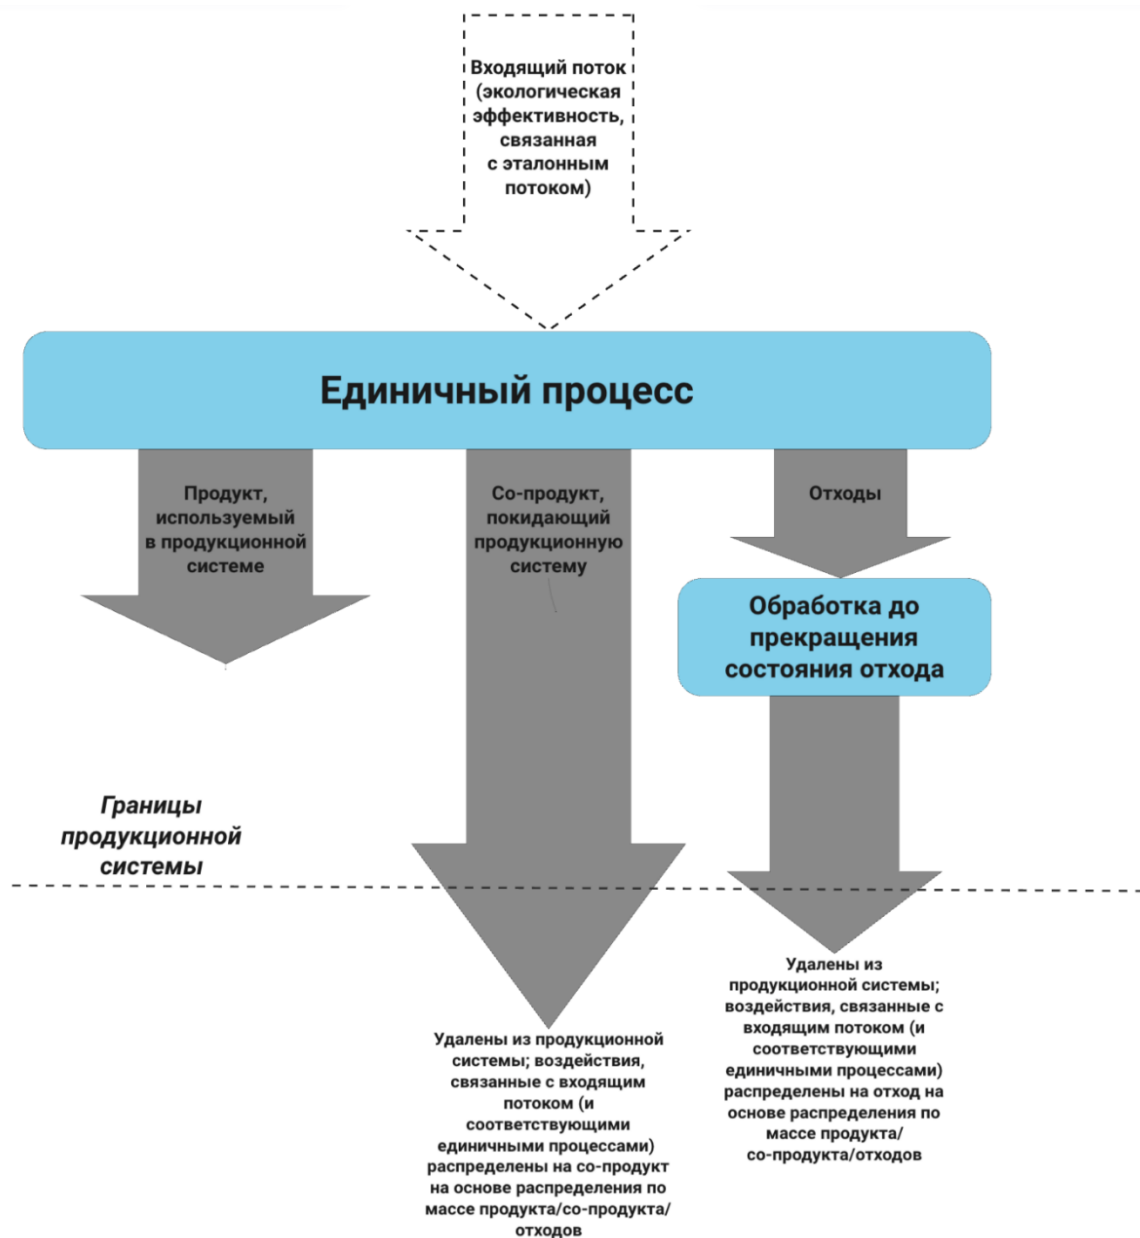 Входящий поток
(экологическая
эффективность,
связанная
с эталонным
потоком)
Единичный процесс
Продукт,
используемый
в продукционной
системе
Со-продукт,
покидающий
продукционную
систему
Отходы
Обработка до
прекращения
состояния отхода
Границы
продукционной
системы
Удалены из продукционной
системы; воздействия,
связанные с входящим
потоком (и
соответствующими
единичными процессами)
распределены на со-продукт
на основе распределения по
массе продукта/со-продукта/
отходов
Удалены из
продукционной системы;
воздействия, связанные с
входящим потоком (и
соответствующими
единичными процессами)
распределены на отход на
основе распределения по
массе продукта/
со-продукта/отходов